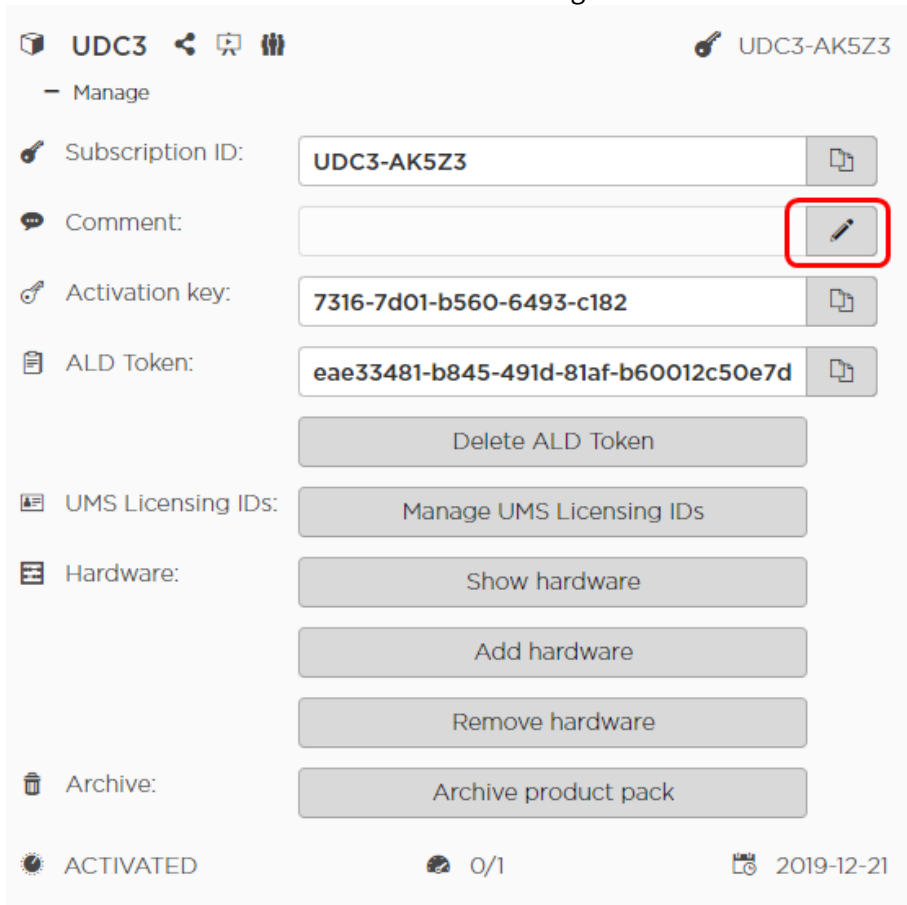 UDC3 UDC3-AK5Z3
Manage
Subscription ID: UDC3-AK5Z3
Comment:
Activation key: 7316-7d01-b560-6493-c182
ALD Token: eae33481-b845-491d-81af-b60012c50e7d
Delete ALD Token
UMS Licensing IDs: Manage UMS Licensing IDs
Hardware: Show hardware
Add hardware
Remove hardware
Archive: Archive product pack
ACTIVATED 0/1 2019-12-21